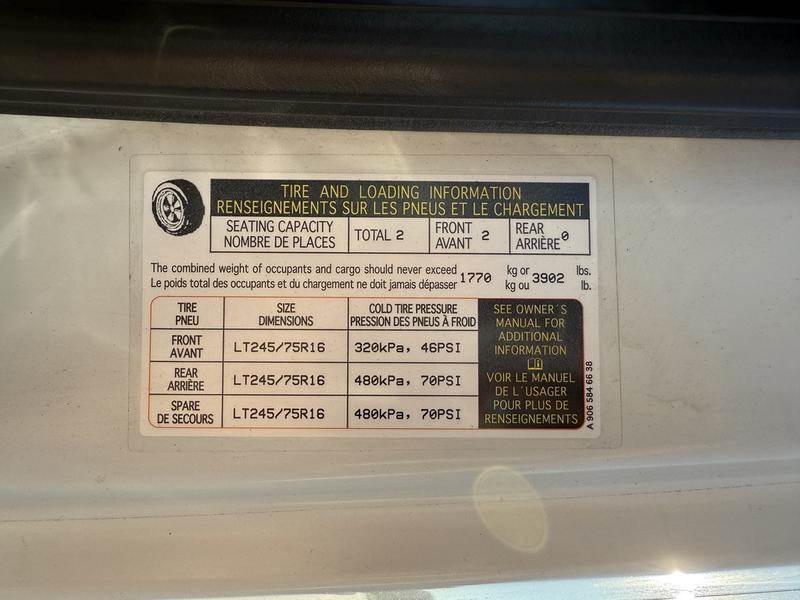 TIRE AND LOADING INFORMATION
RENSEIGNEMENTS SUR LES PNEUS ET LE CHARGEMENT
SEATING CAPACITY
NOMBRE DE PLACES
TOTAL 2
FRONT
AVANT 2
REAR
ARRIÈRE 0
The combined weight of occupants and cargo should never exceed 1770 kg or 3902 lbs.
Le poids total des occupants et du chargement ne doit jamais dépasser kg ou lb.
TIRE
PNEU
SIZE
DIMENSIONS
COLD TIRE PRESSURE
PRESSION DES PNEUS À FROID
FRONT
AVANT
LT245/75R16
320kPa, 46PSI
REAR
ARRIÈRE
LT245/75R16
480kPa, 70PSI
SPARE
DE SECOURS
LT245/75R16
480kPa, 70PSI
SEE OWNER´S
MANUAL FOR
ADDITIONAL
INFORMATION
VOIR LE MANUEL
DE L´USAGER
POUR PLUS DE
RENSEIGNEMENTS
A 906 584 66 38